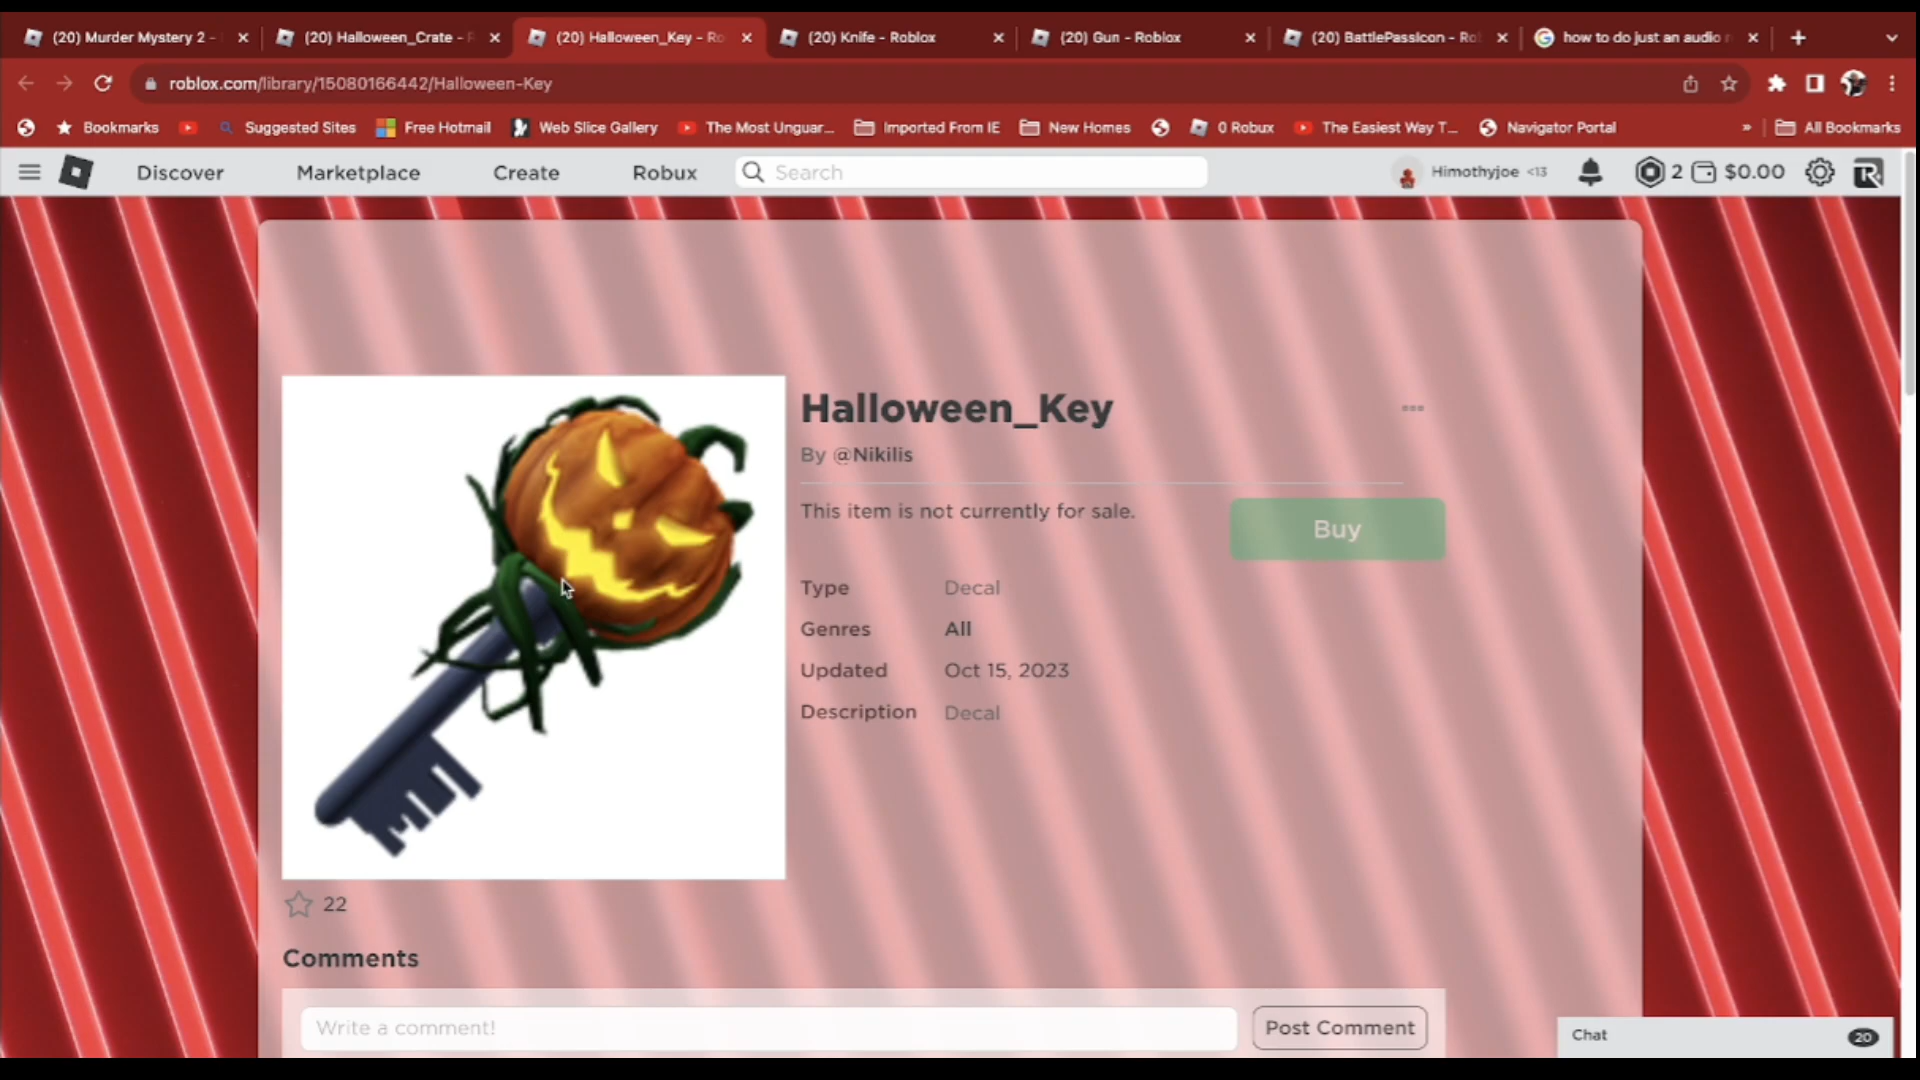 (20) Murder Mystery 2 -
(20) Halloween_Crate -
(20) Halloween_Key - Ro
(20) Knife - Roblox
(20) Gun - Roblox
(20) BattlePassIcon - Ro
how to do just an audio
roblox.com/library/15080166442/Halloween-Key
Bookmarks
Suggested Sites
Free Hotmail
Web Slice Gallery
The Most Unguar...
Imported From IE
New Homes
0 Robux
The Easiest Way T...
Navigator Portal
»
All Bookmarks
Discover
Marketplace
Create
Robux
Search
Himothyjoe <13
2
$0.00
Halloween_Key
By @Nikilis
This item is not currently for sale.
Buy
Type Decal
Genres All
Updated Oct 15, 2023
Description Decal
22
Comments
Write a comment!
Post Comment
Chat
20